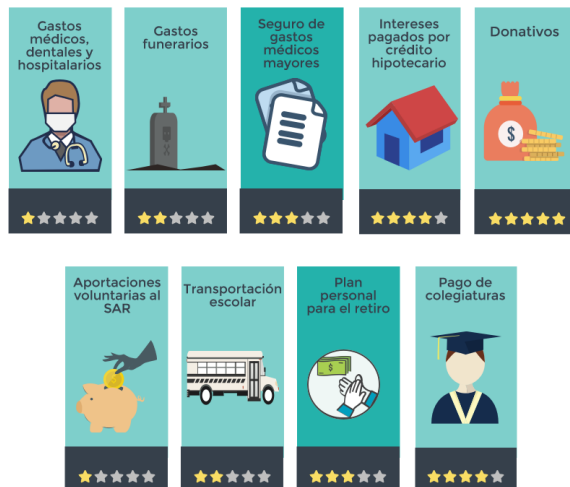 Gastos
médicos,
dentales y
hospitalarios
Gastos
funerarios
Seguro de
gastos
médicos
mayores
Intereses
pagados por
crédito
hipotecario
Donativos
$
Aportaciones
voluntarias al
SAR
Transportación
escolar
Plan
personal
para el retiro
$
Pago de
colegiaturas